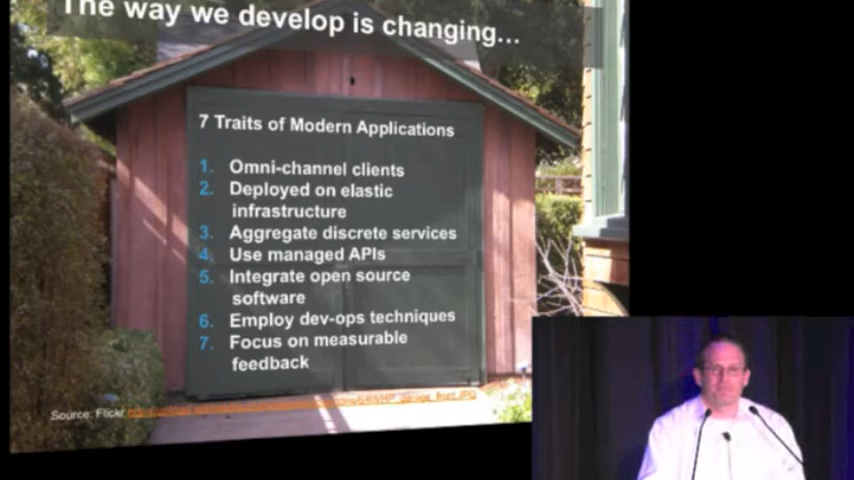 The way we develop is changing...
7 Traits of Modern Applications
1. Omni-channel clients
2. Deployed on elastic
infrastructure
3. Aggregate discrete services
4. Use managed APIs
5. Integrate open source
software
6. Employ dev-ops techniques
7. Focus on measurable
feedback
Source: Flickr